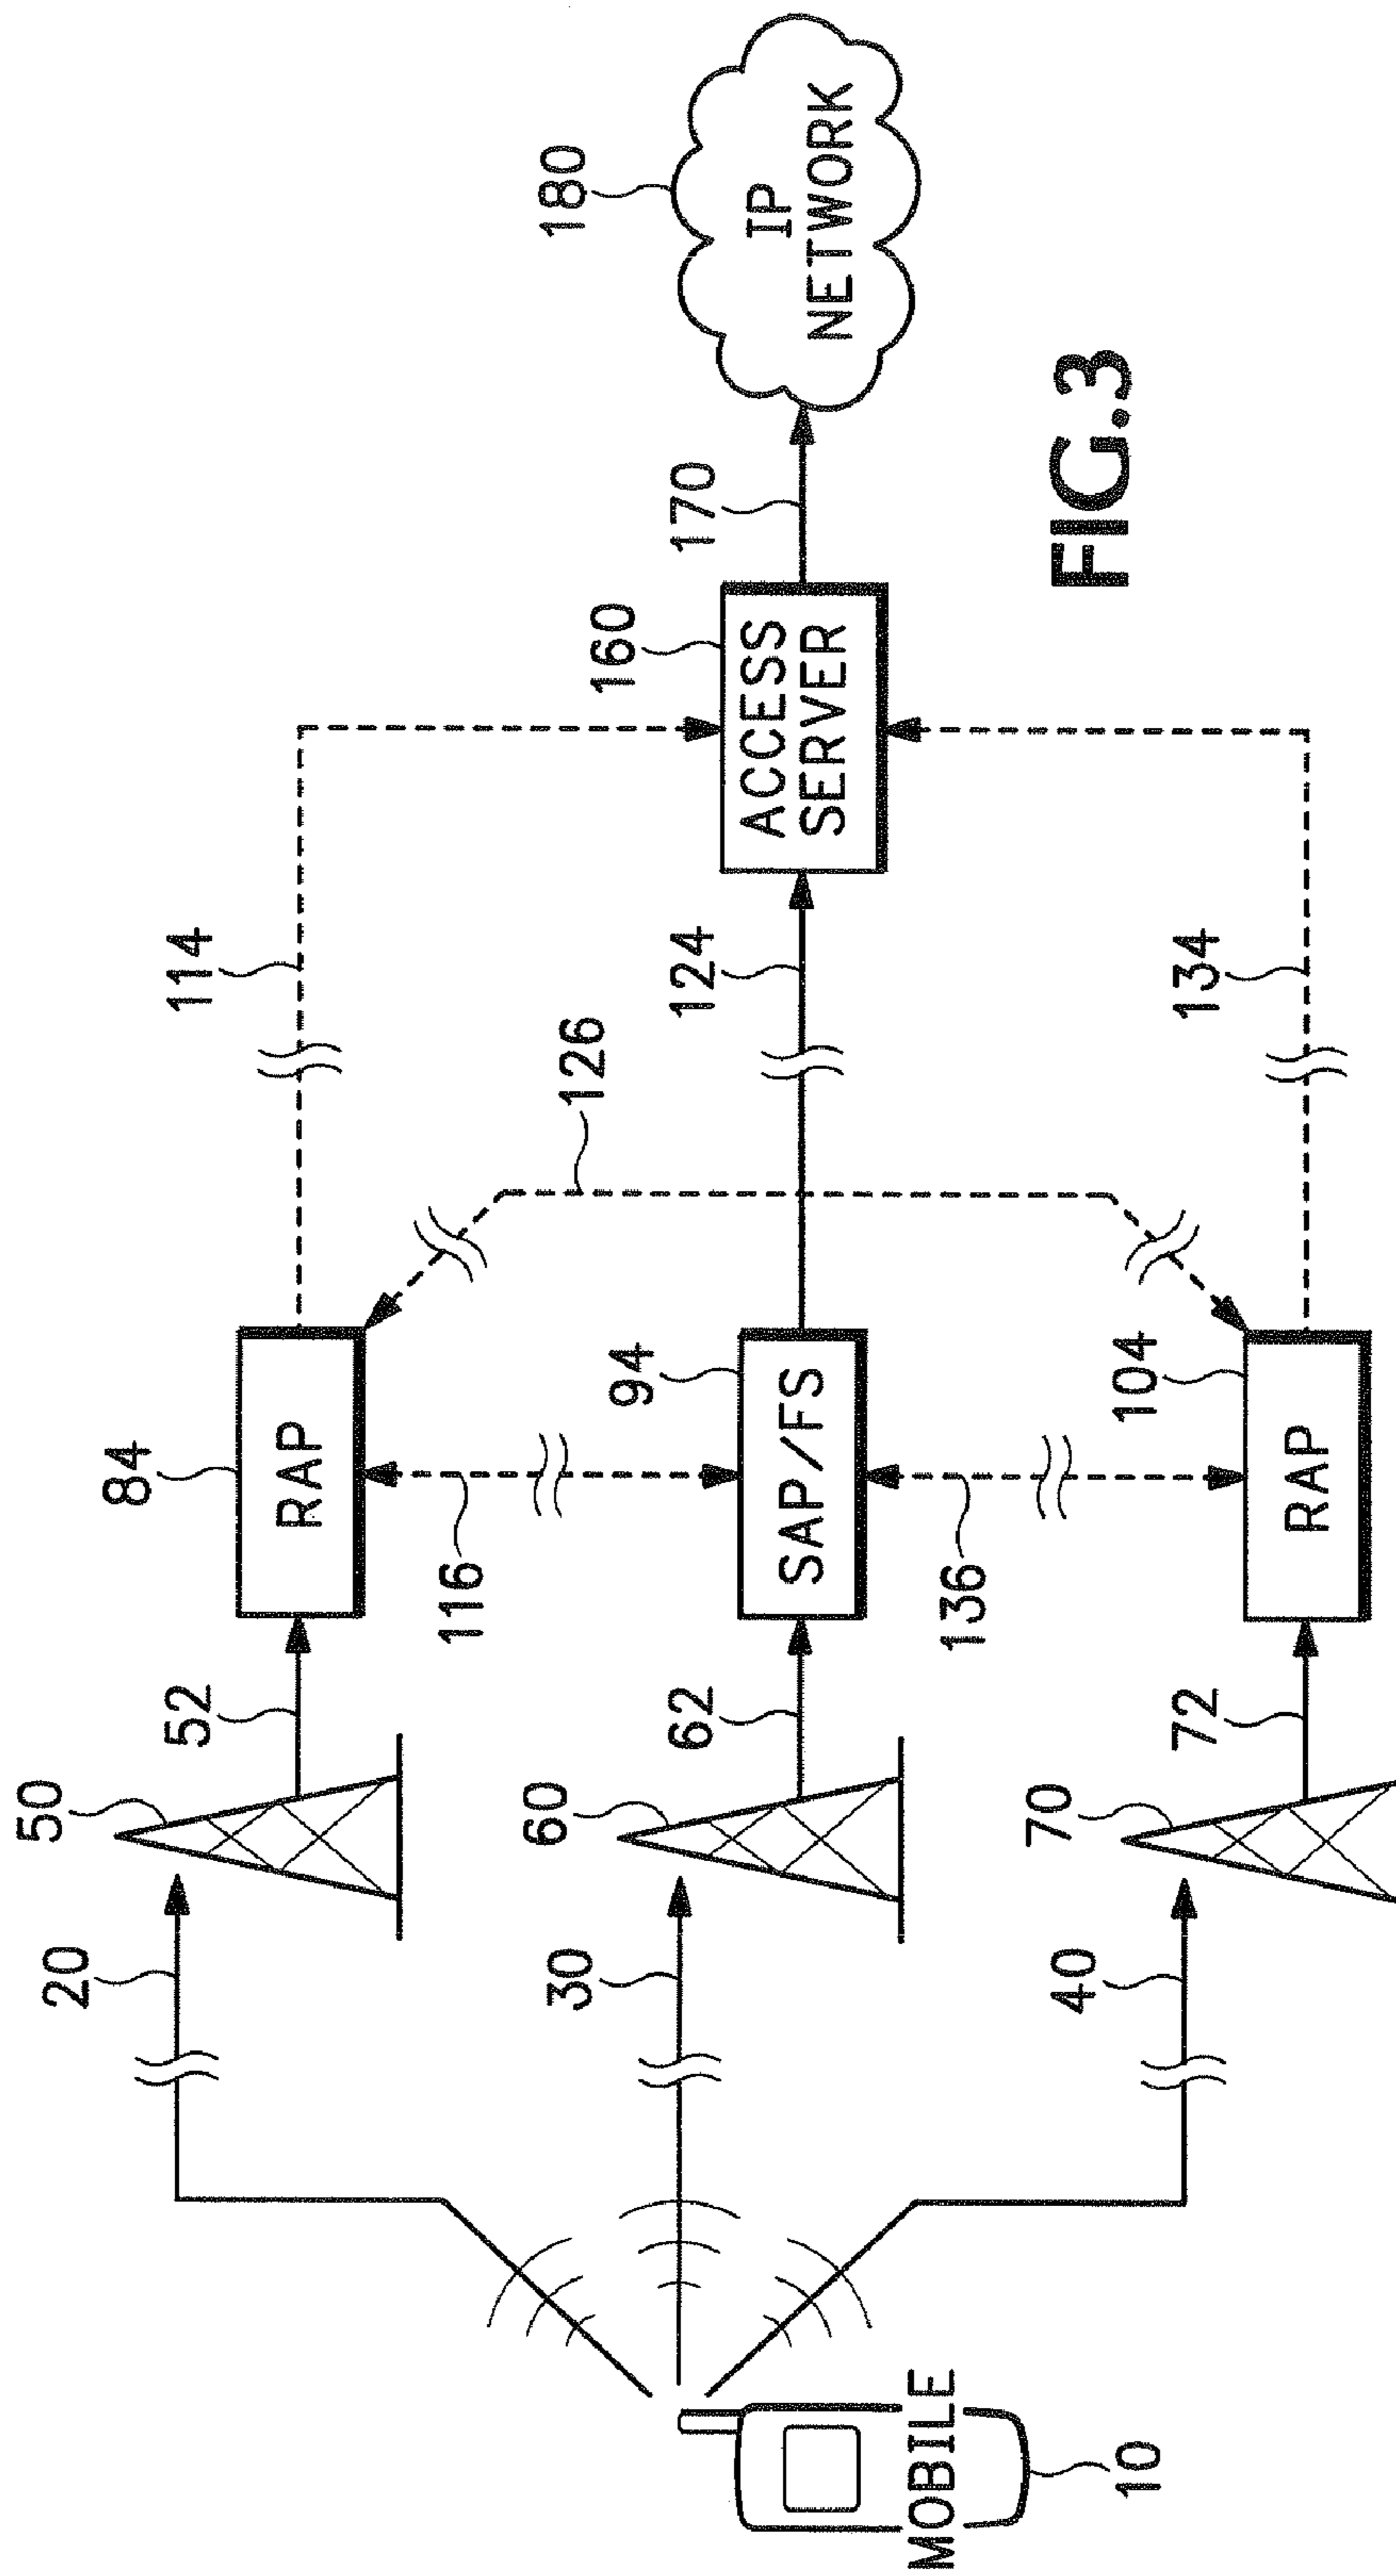 20
50
52
84
RAP
114
116
126
30
60
62
94
SAP/FS
124
160
ACCESS
SERVER
170
180
IP
NETWORK
136
40
70
72
104
RAP
134
MOBILE
10
FIG.3